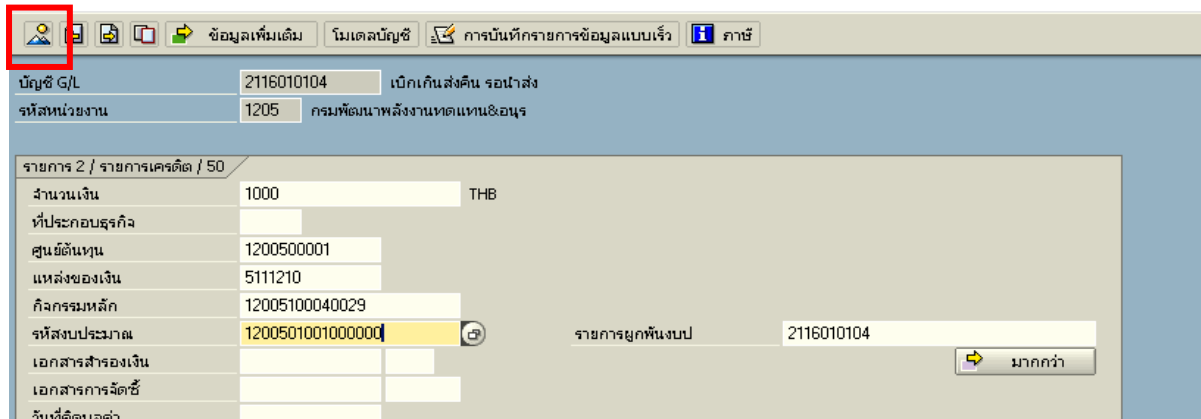 ข้อมูลเพิ่มเติม โมเดลบัญชี การบันทึกรายการข้อมูลแบบเร็ว ภาษี
บัญชี G/L 2116010104 เบิกเกินส่งคืน รอนำส่ง
รหัสหน่วยงาน 1205 กรมพัฒนาพลังงานทดแทน&อนุร
รายการ 2 / รายการเครดิต / 50
จำนวนเงิน 1000 THB
ที่ประกอบธุรกิจ
ศูนย์ต้นทุน 1200500001
แหล่งของเงิน 5111210
กิจกรรมหลัก 12005100040029
รหัสงบประมาณ 1200501001000000 รายการผูกพันงบป 2116010104
เอกสารสำรองเงิน มากกว่า
เอกสารการจัดซื้
วันที่คิดมูลค่า